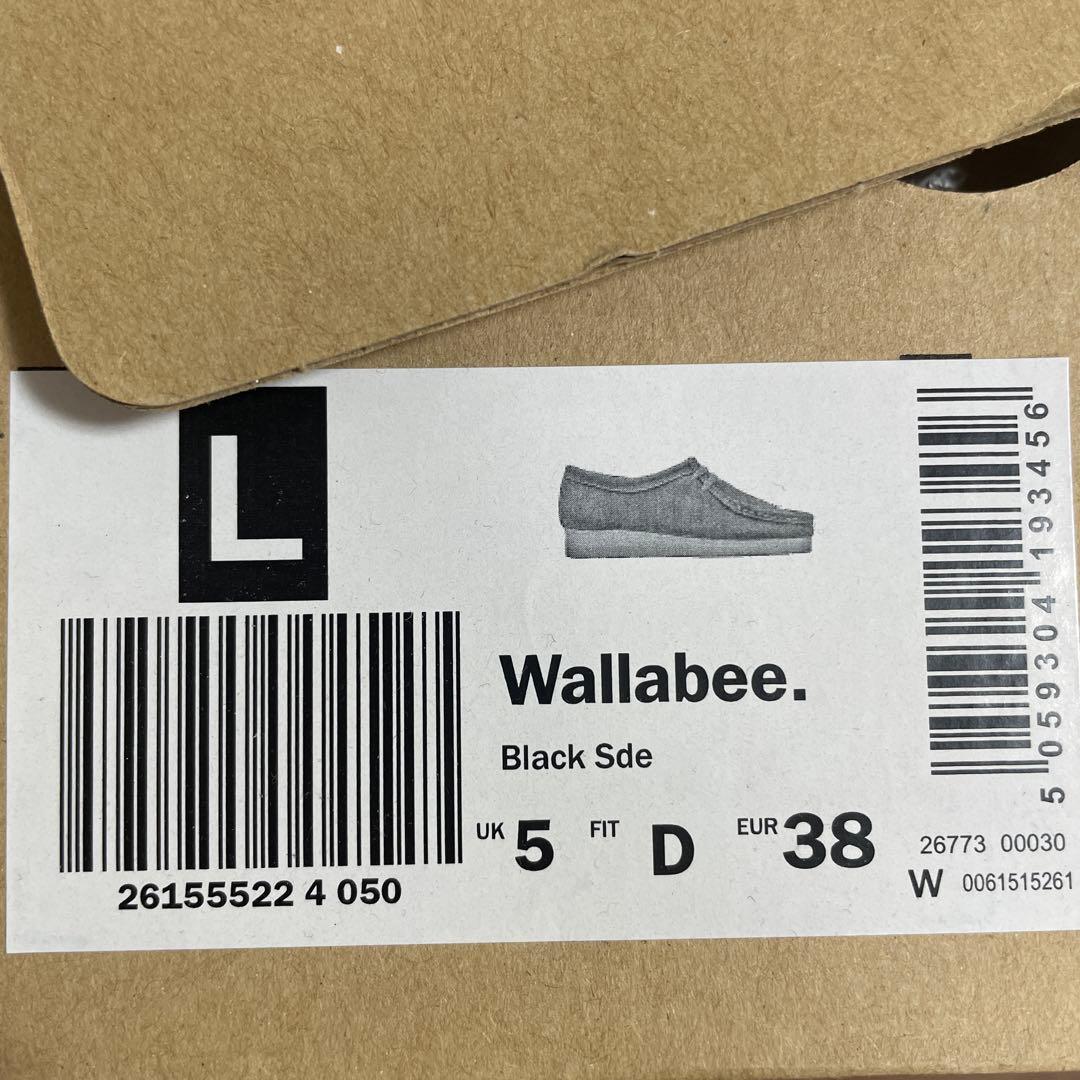 L
26155522 4 050
Wallabee.
Black Sde
UK 5 FIT D EUR 38
5 059304 193456
26773 00030
W 0061515261